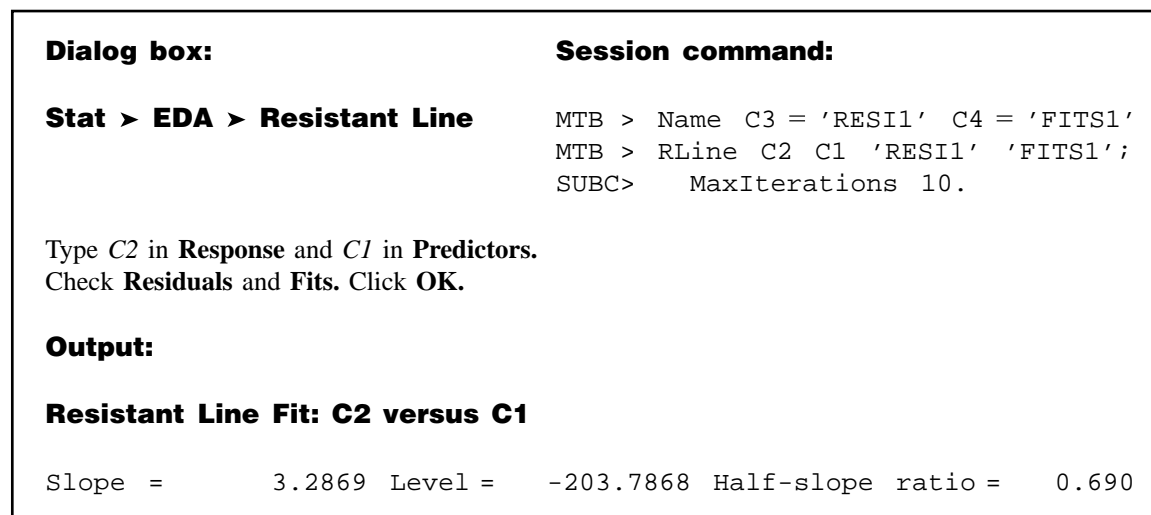 Dialog box:
Session command:
Stat ➤ EDA ➤ Resistant Line
MTB > Name C3 = 'RESI1' C4 = 'FITS1'
MTB > RLine C2 C1 'RESI1' 'FITS1';
SUBC> MaxIterations 10.
Type C2 in Response and C1 in Predictors.
Check Residuals and Fits. Click OK.
Output:
Resistant Line Fit: C2 versus C1
Slope = 3.2869 Level = -203.7868 Half-slope ratio = 0.690